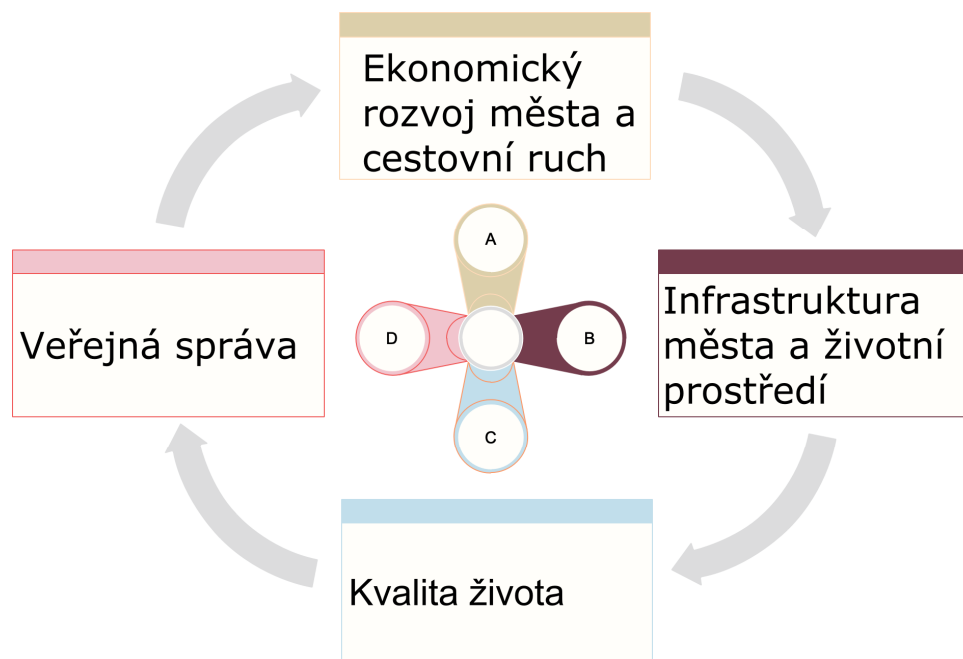 Ekonomický
rozvoj města a
cestovní ruch
A
Veřejná správa
D
B
Infrastruktura
města a životní
prostředí
C
Kvalita života